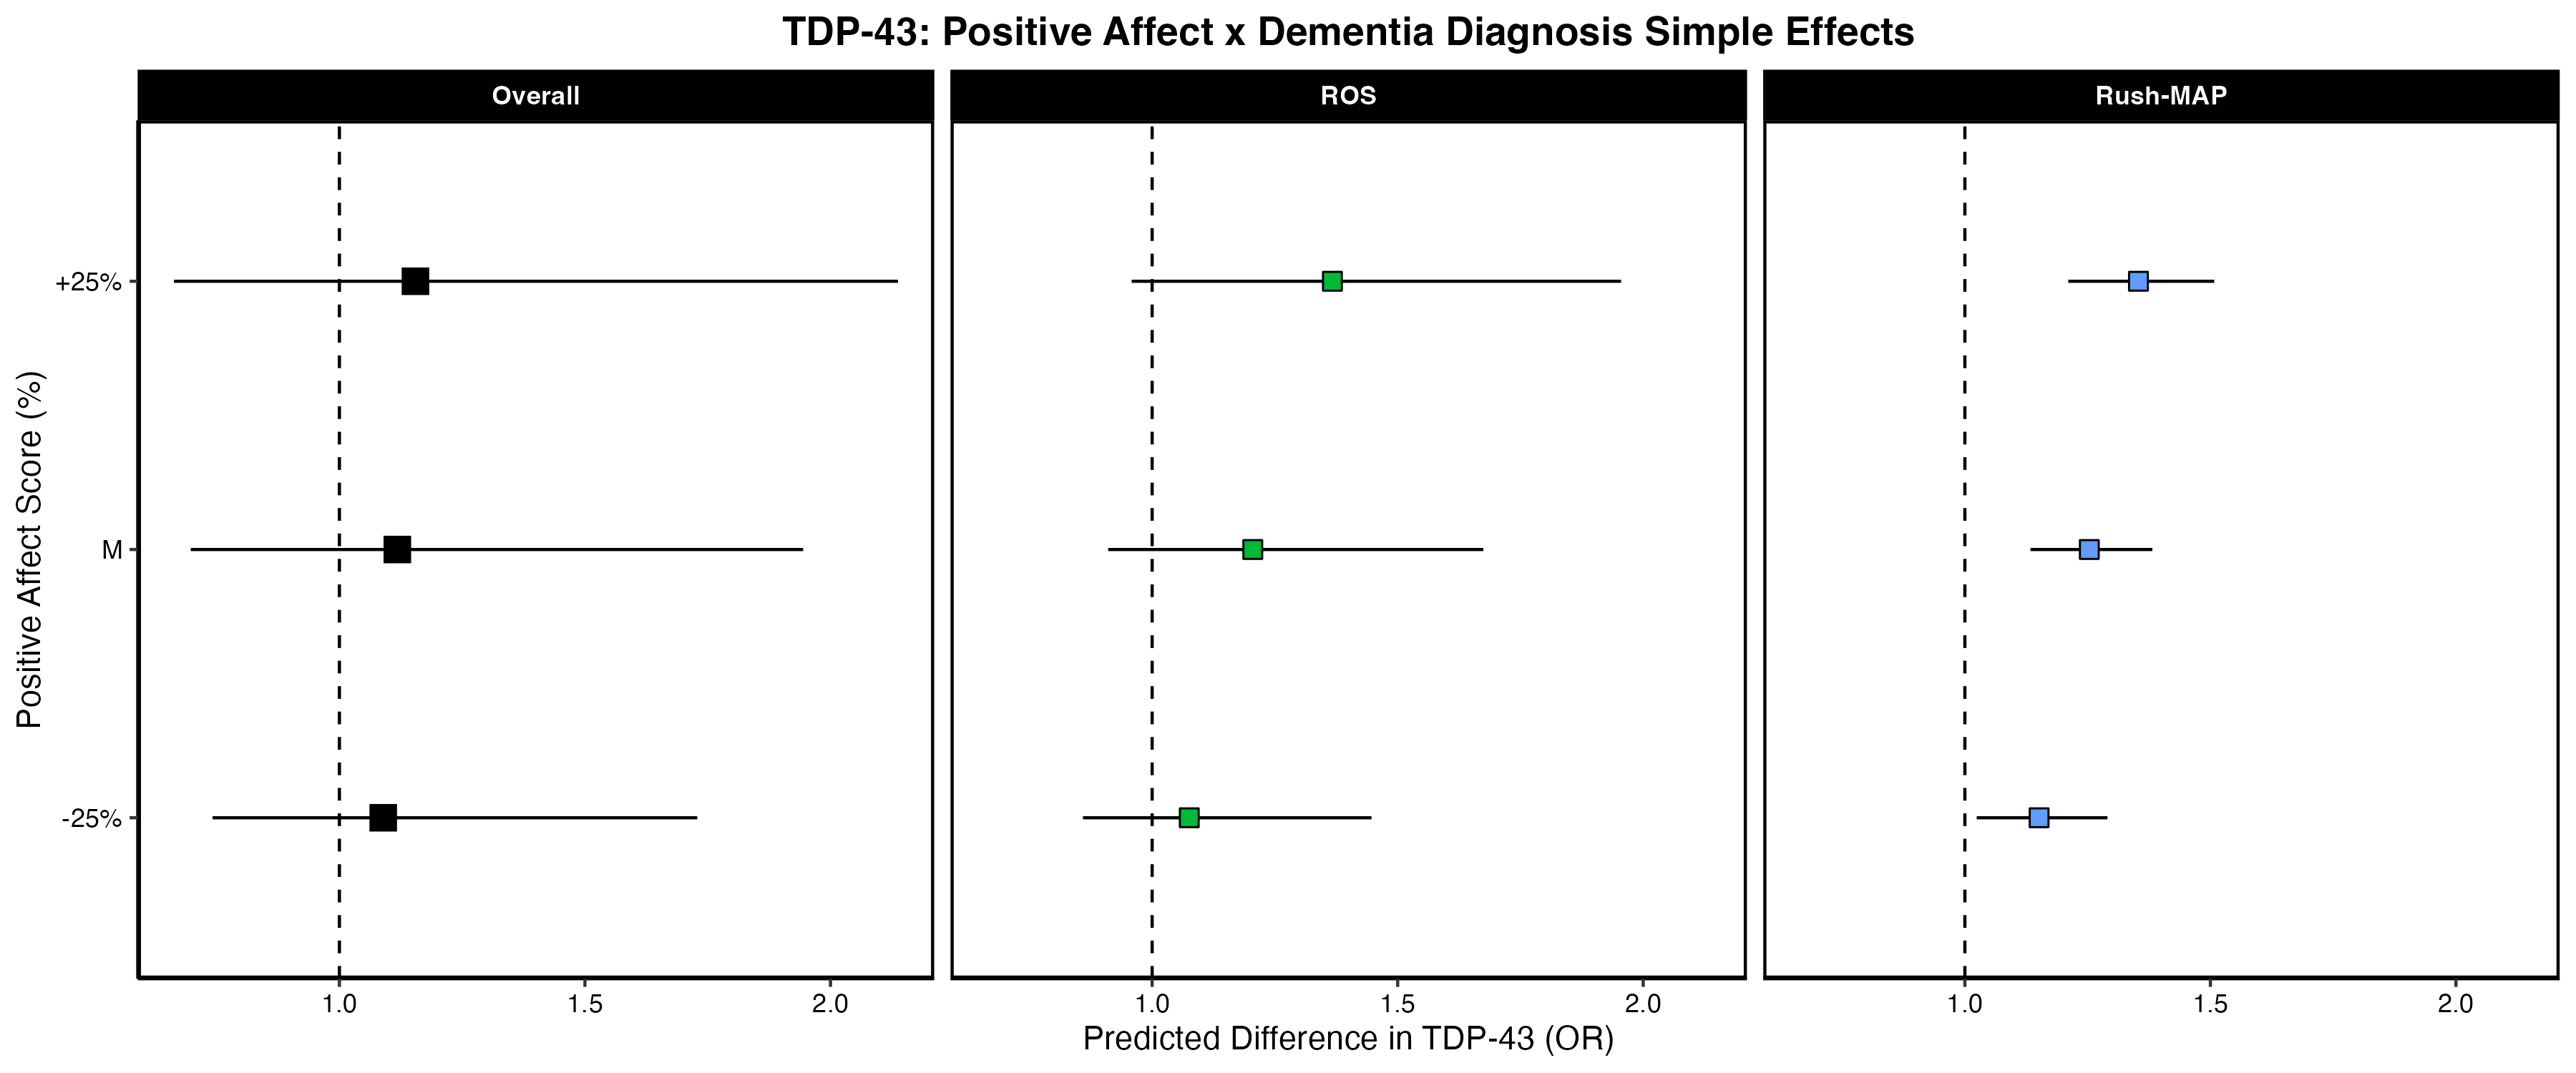 TDP-43: Positive Affect x Dementia Diagnosis Simple Effects
Overall
ROS
Rush-MAP
Positive Affect Score (%)
+25%
M
-25%
1.0 1.5 2.0
1.0 1.5 2.0
1.0 1.5 2.0
Predicted Difference in TDP-43 (OR)